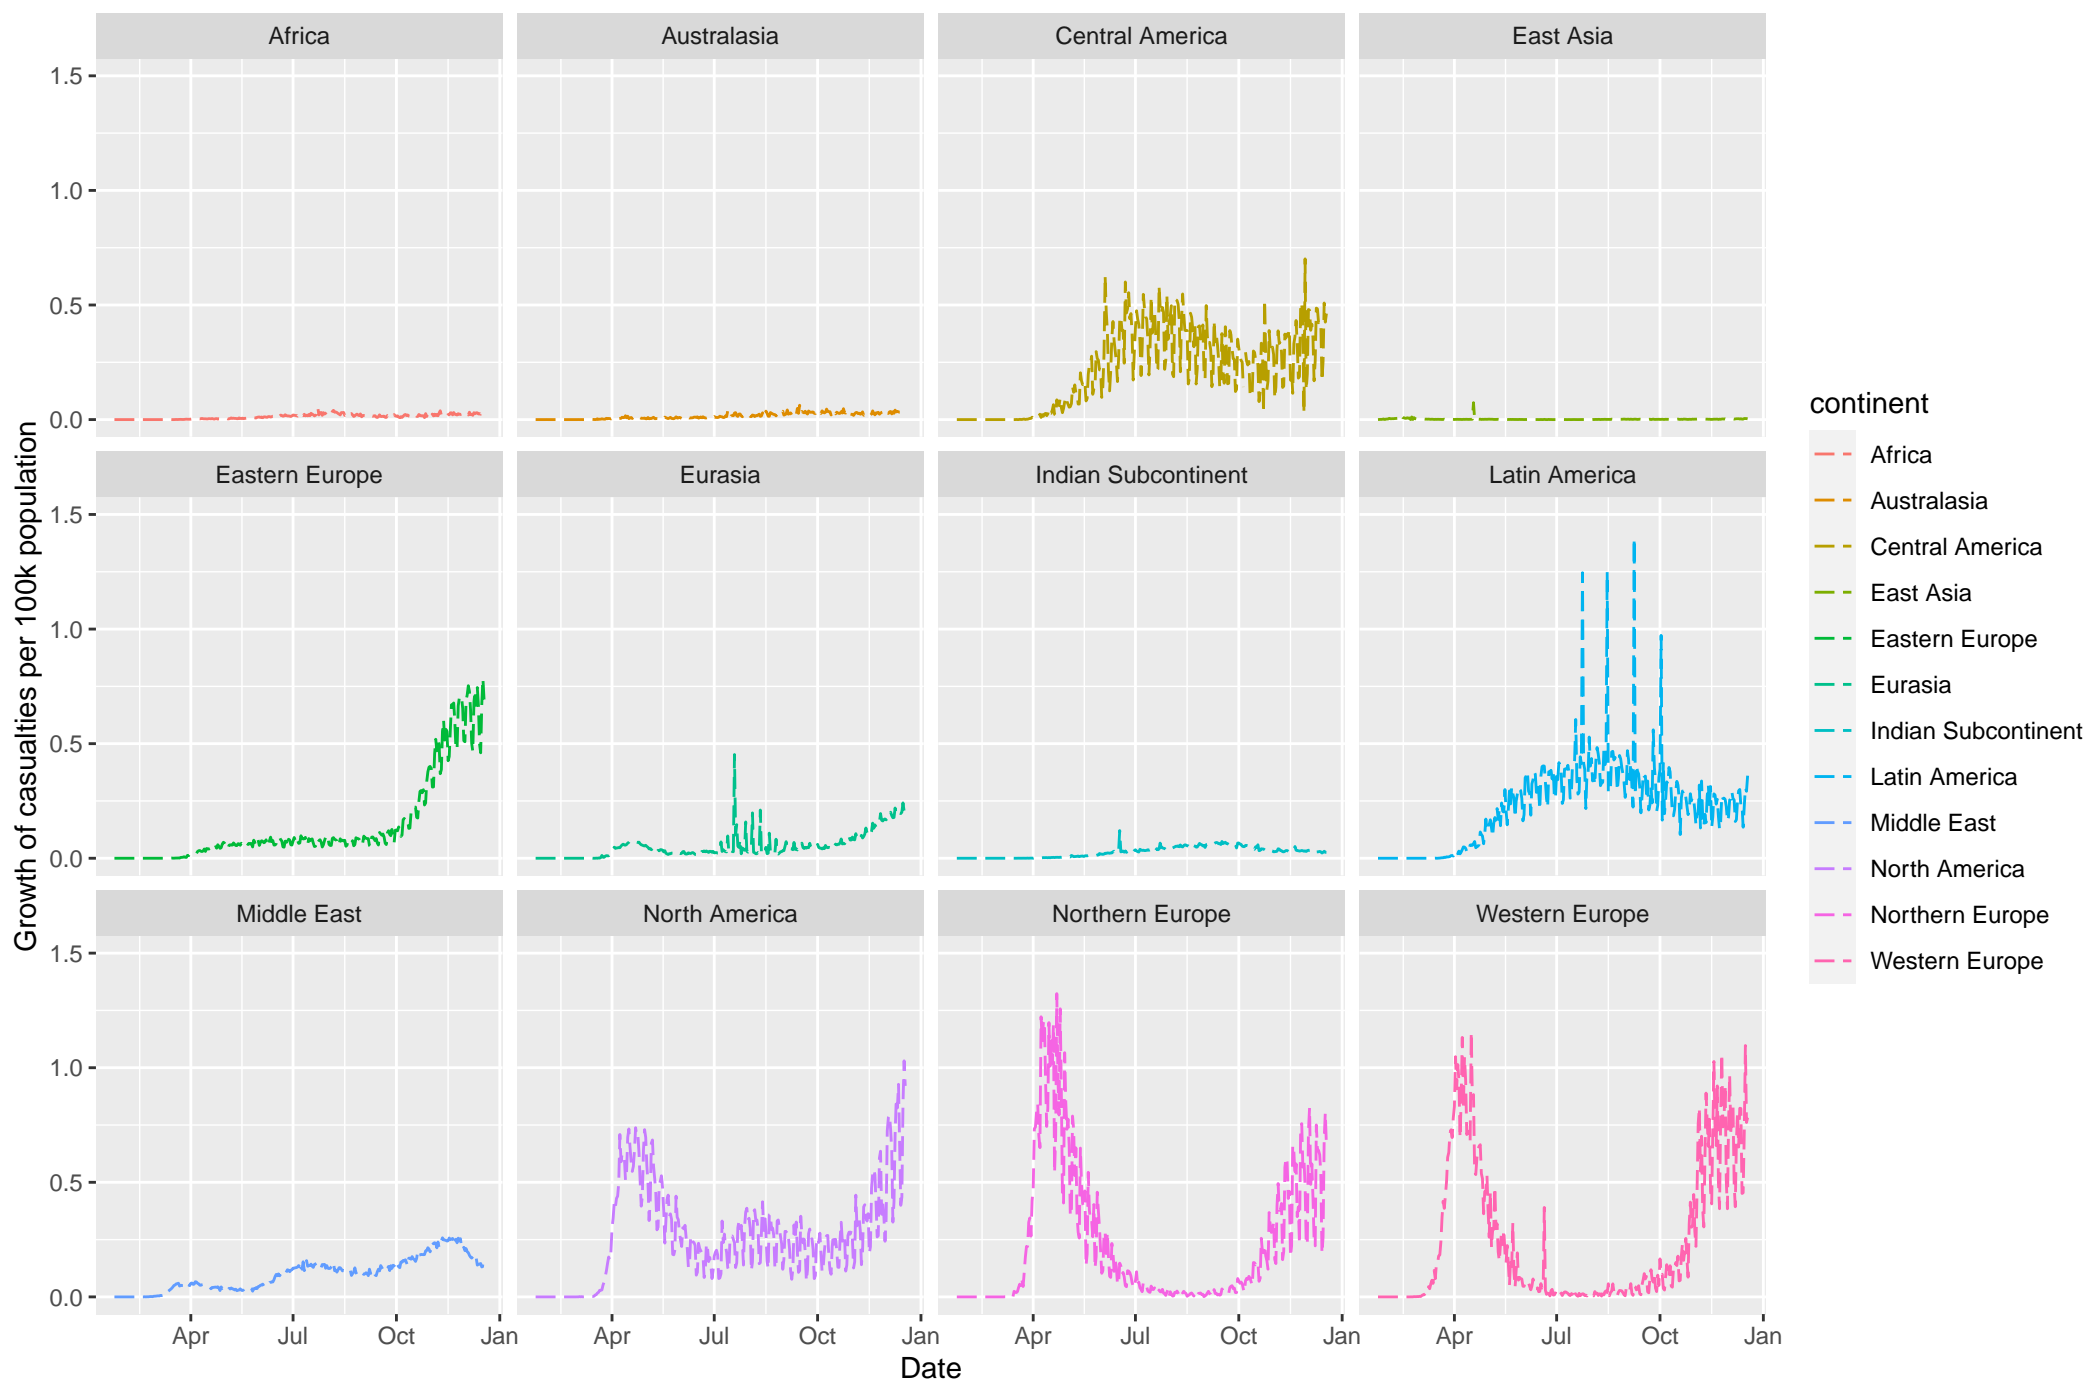 Africa
Australasia
Central America
East Asia
1.5
1.0
0.5
0.0
Eastern Europe
Eurasia
Indian Subcontinent
Latin America
1.5
1.0
0.5
0.0
Middle East
North America
Northern Europe
Western Europe
1.5
1.0
0.5
0.0
Apr Jul Oct Jan
Apr Jul Oct Jan
Apr Jul Oct Jan
Apr Jul Oct Jan
Date
Growth of casualties per 100k population
continent
Africa
Australasia
Central America
East Asia
Eastern Europe
Eurasia
Indian Subcontinent
Latin America
Middle East
North America
Northern Europe
Western Europe